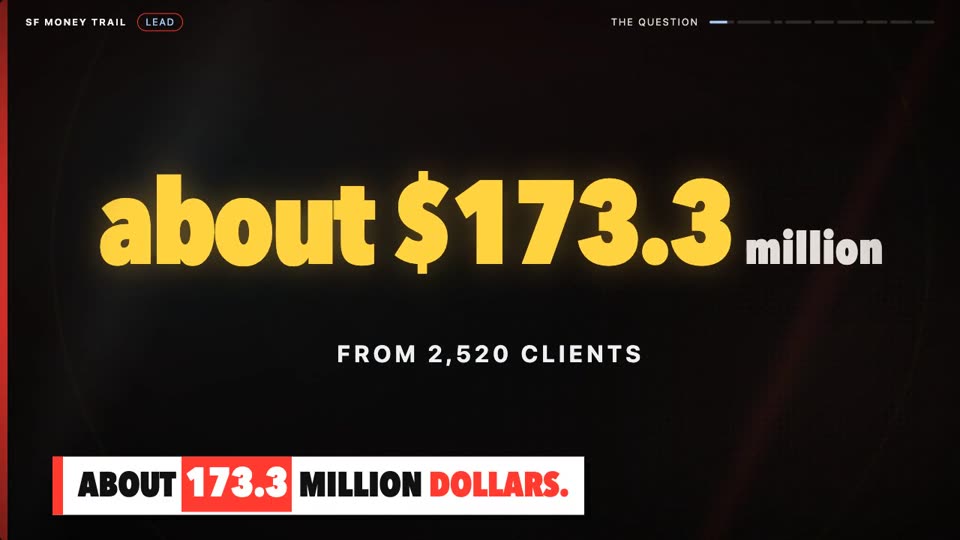 SF MONEY TRAIL LEAD THE QUESTION
about $173.3 million
FROM 2,520 CLIENTS
ABOUT 173.3 MILLION DOLLARS.